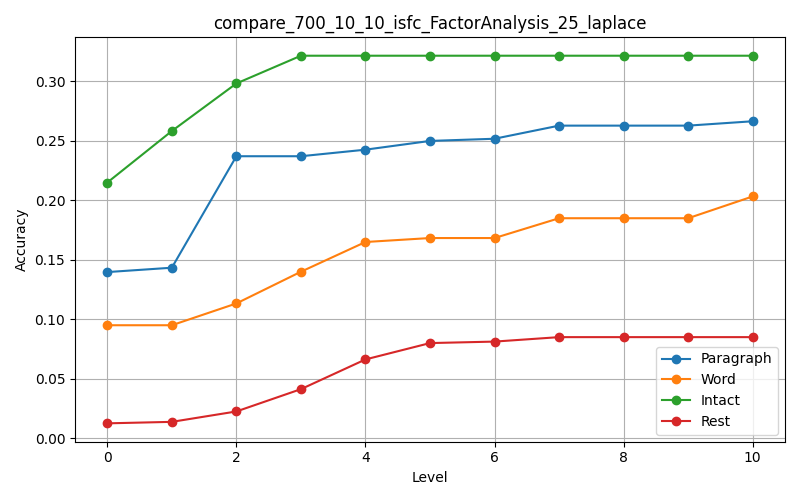 compare_700_10_10_isfc_FactorAnalysis_25_laplace
Accuracy
0.30
0.25
0.20
0.15
0.10
0.05
0.00
0 2 4 6 8 10
Level
Paragraph
Word
Intact
Rest